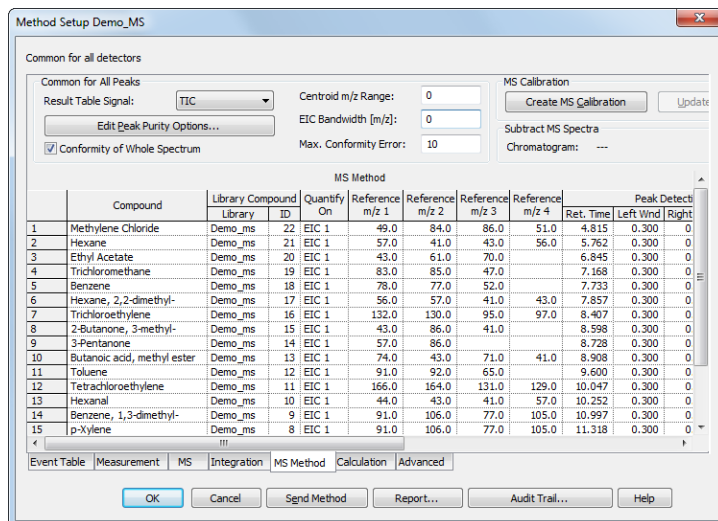 Method Setup Demo_MS
Common for all detectors
Common for All Peaks
Result Table Signal: TIC
Edit Peak Purity Options...
Conformity of Whole Spectrum
Centroid m/z Range: 0
EIC Bandwidth [m/z]: 0
Max. Conformity Error: 10
MS Calibration
Create MS Calibration Update
Subtract MS Spectra
Chromatogram: ---
MS Method
Compound Library Compound Quantify On Reference m/z 1 Reference m/z 2 Reference m/z 3 Reference m/z 4 Peak Detecti
Library ID Ret. Time Left Wnd Right
1 Methylene Chloride Demo_ms 22 EIC 1 49.0 84.0 86.0 51.0 4.815 0.300 0
2 Hexane Demo_ms 21 EIC 1 57.0 41.0 43.0 56.0 5.762 0.300 0
3 Ethyl Acetate Demo_ms 20 EIC 1 43.0 61.0 70.0 6.845 0.300 0
4 Trichloromethane Demo_ms 19 EIC 1 83.0 85.0 47.0 7.168 0.300 0
5 Benzene Demo_ms 18 EIC 1 78.0 77.0 52.0 7.733 0.300 0
6 Hexane, 2,2-dimethyl- Demo_ms 17 EIC 1 56.0 57.0 41.0 43.0 7.857 0.300 0
7 Trichloroethylene Demo_ms 16 EIC 1 132.0 130.0 95.0 97.0 8.407 0.300 0
8 2-Butanone, 3-methyl- Demo_ms 15 EIC 1 43.0 86.0 41.0 8.598 0.300 0
9 3-Pentanone Demo_ms 14 EIC 1 57.0 86.0 8.728 0.300 0
10 Butanoic acid, methyl ester Demo_ms 13 EIC 1 74.0 43.0 71.0 41.0 8.908 0.300 0
11 Toluene Demo_ms 12 EIC 1 91.0 92.0 65.0 9.600 0.300 0
12 Tetrachloroethylene Demo_ms 11 EIC 1 166.0 164.0 131.0 129.0 10.047 0.300 0
13 Hexanal Demo_ms 10 EIC 1 44.0 43.0 41.0 57.0 10.252 0.300 0
14 Benzene, 1,3-dimethyl- Demo_ms 9 EIC 1 91.0 106.0 77.0 105.0 10.997 0.300 0
15 p-Xylene Demo_ms 8 EIC 1 91.0 106.0 77.0 105.0 11.318 0.300 0
Event Table Measurement MS Integration MS Method Calculation Advanced
OK Cancel Send Method Report... Audit Trail... Help